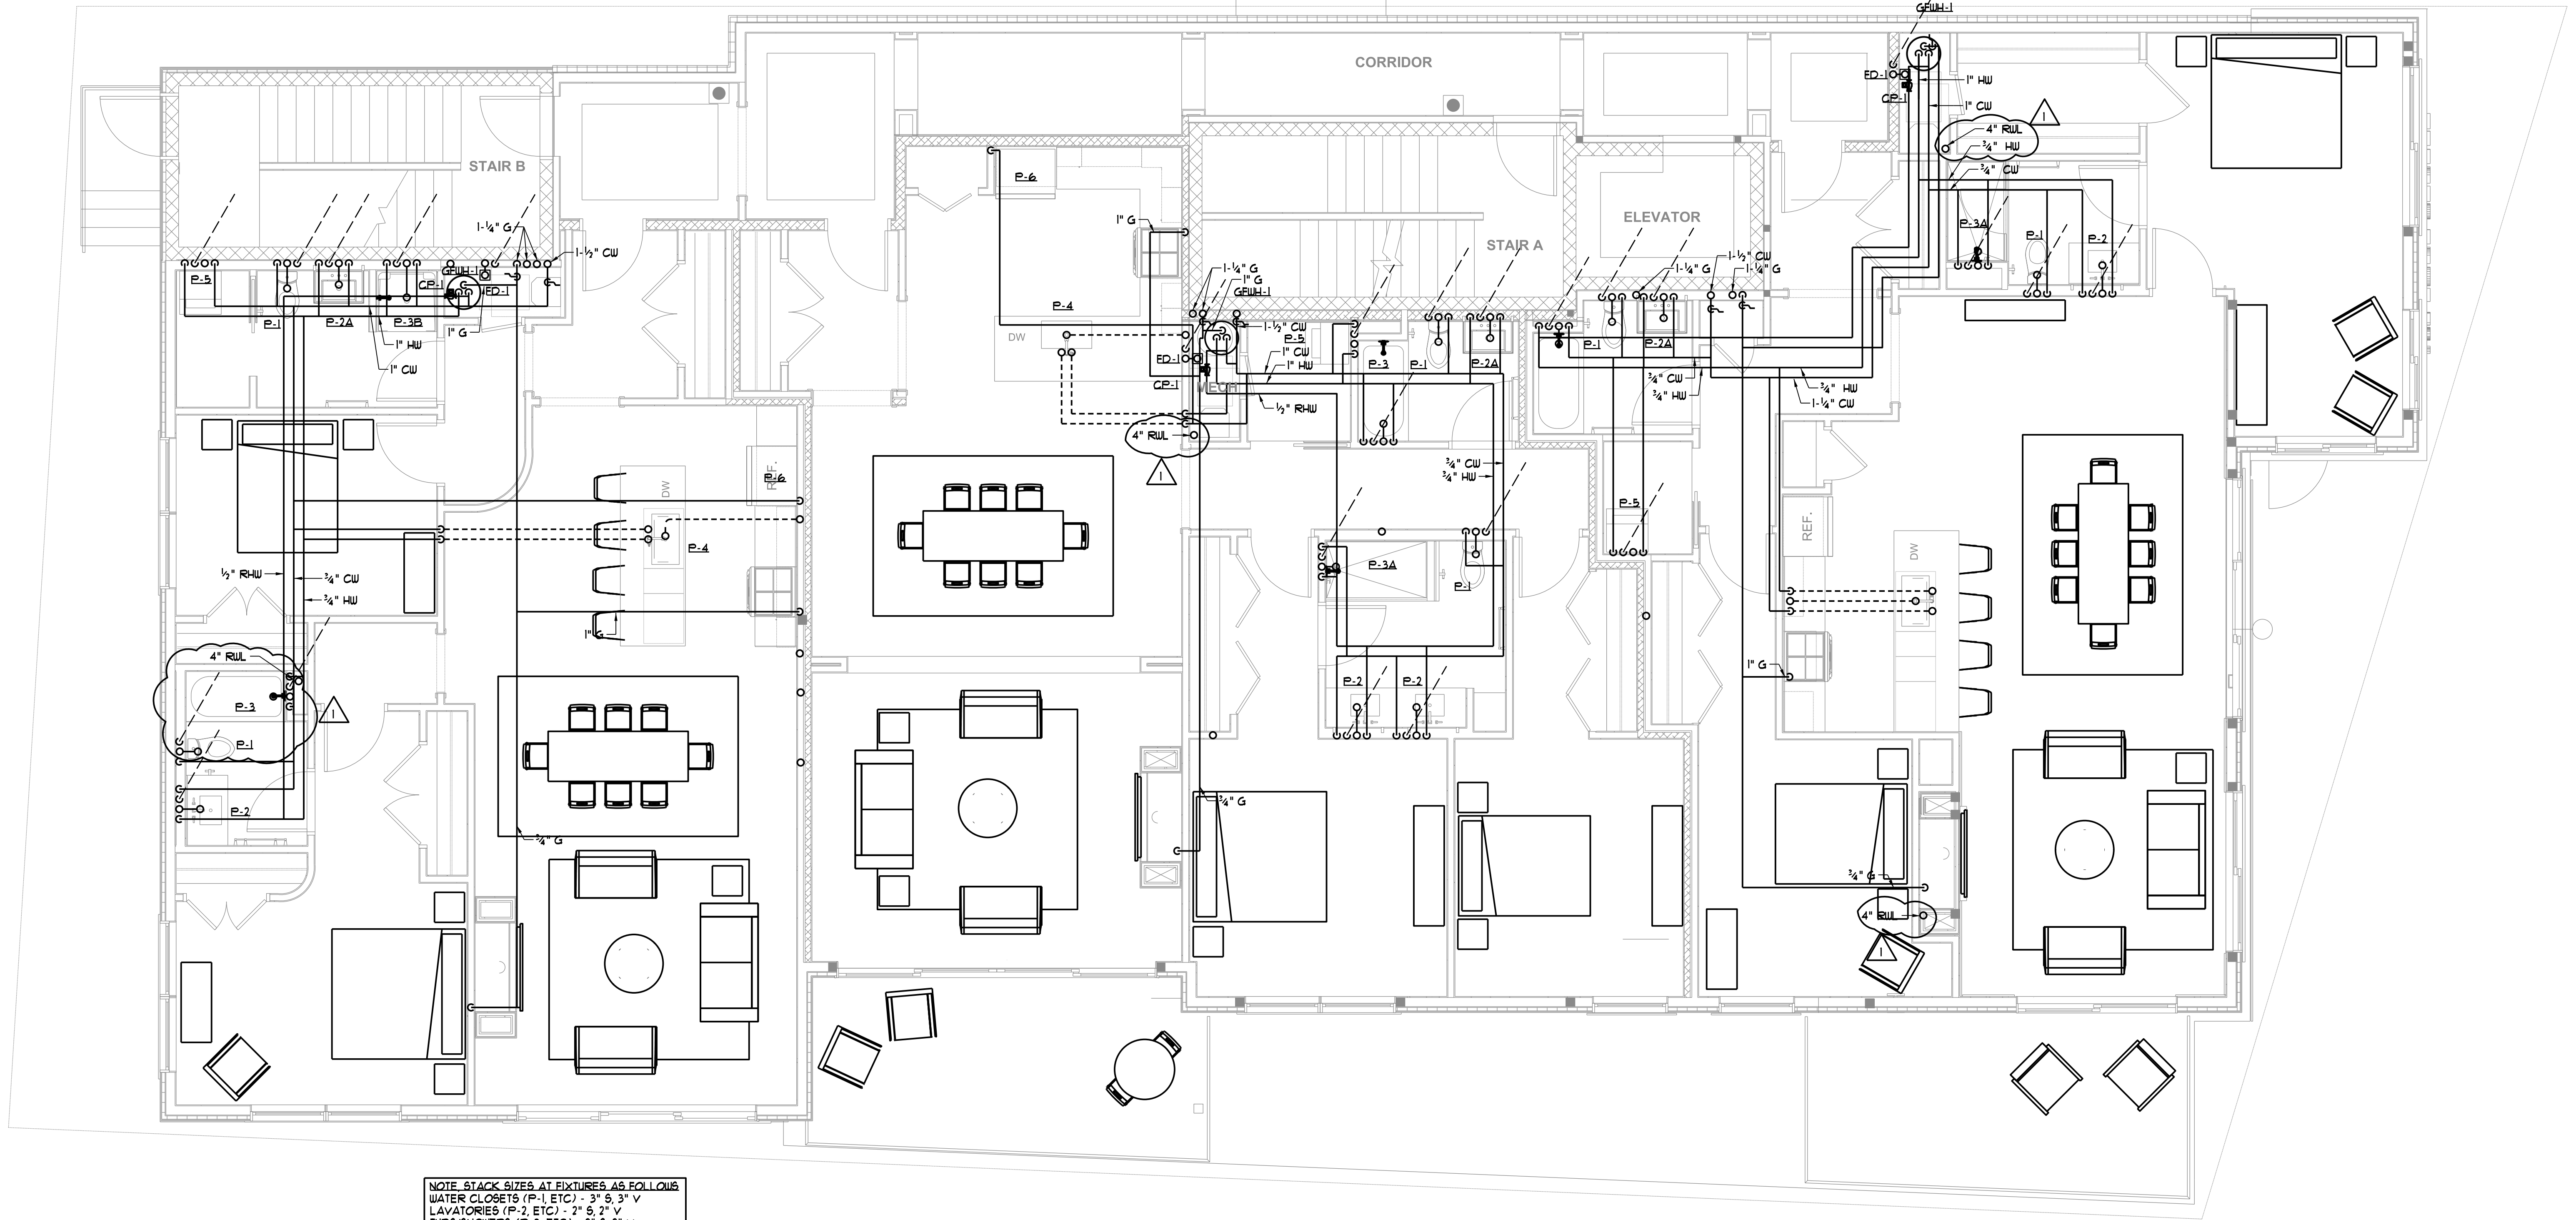 GFWH-1
CORRIDOR
FD-1
CP-1
1" HW
1" CW
4" RWL
1
3/4" HW
3/4" CW
STAIR B
P-6
1" G
ELEVATOR
STAIR A
P-3A
P-1
P-2
1-1/4" G
1-1/2" CW
P-5
P-1
P-2A
P-3B
CP-1
GFWH-1
FD-1
1" G
1" HW
1" CW
P-4
DW
1-1/4" G
1" G
GFWH-1
1-1/2" CW
P-5
1" CW
1" HW
FD-1
CP-1
MECH
1/2" RHW
P-3
P-1
P-2A
4" RWL
1
1-1/2" CW
1-1/4" G
1-1/4" G
P-1
P-2A
3/4" CW
3/4" HW
3/4" HW
1-1/4" CW
3/4" CW
3/4" HW
P-5
REF.
P-6
DW
P-4
1" G
1/2" RHW
3/4" CW
3/4" HW
P-3A
P-1
P-2
P-2
REF.
DW
1" G
4" RWL
1
P-3
P-1
P-2
3/4" G
3/4" G
3/4" G
4" RWL
1
NOTE, STACK SIZES AT FIXTURES AS FOLLOWS
WATER CLOSETS (P-1, ETC) - 3" S, 3" V
LAVATORIES (P-2, ETC) - 2" S, 2" V